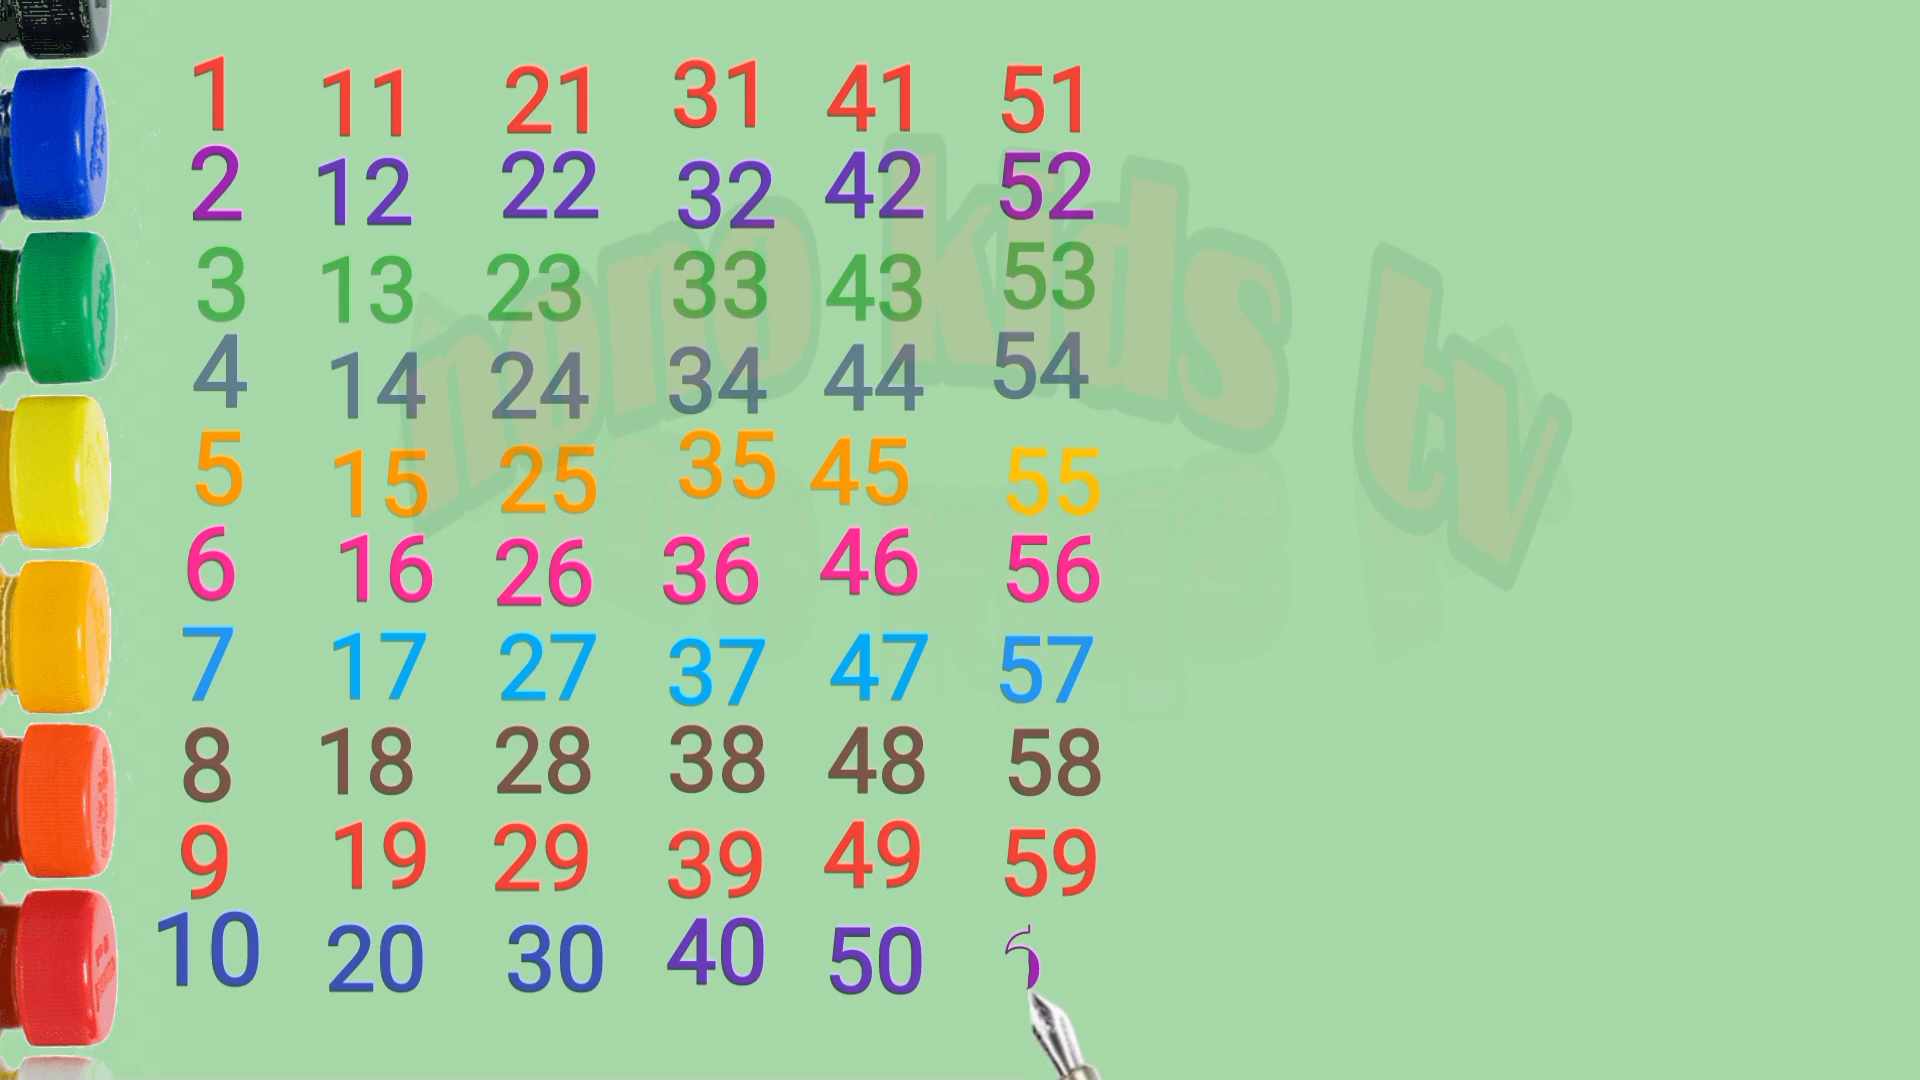 1 11 21 31 41 51
2 12 22 32 42 52
3 13 23 33 43 53
4 14 24 34 44 54
5 15 25 35 45 55
6 16 26 36 46 56
7 17 27 37 47 57
8 18 28 38 48 58
9 19 29 39 49 59
10 20 30 40 50
mono kids tv